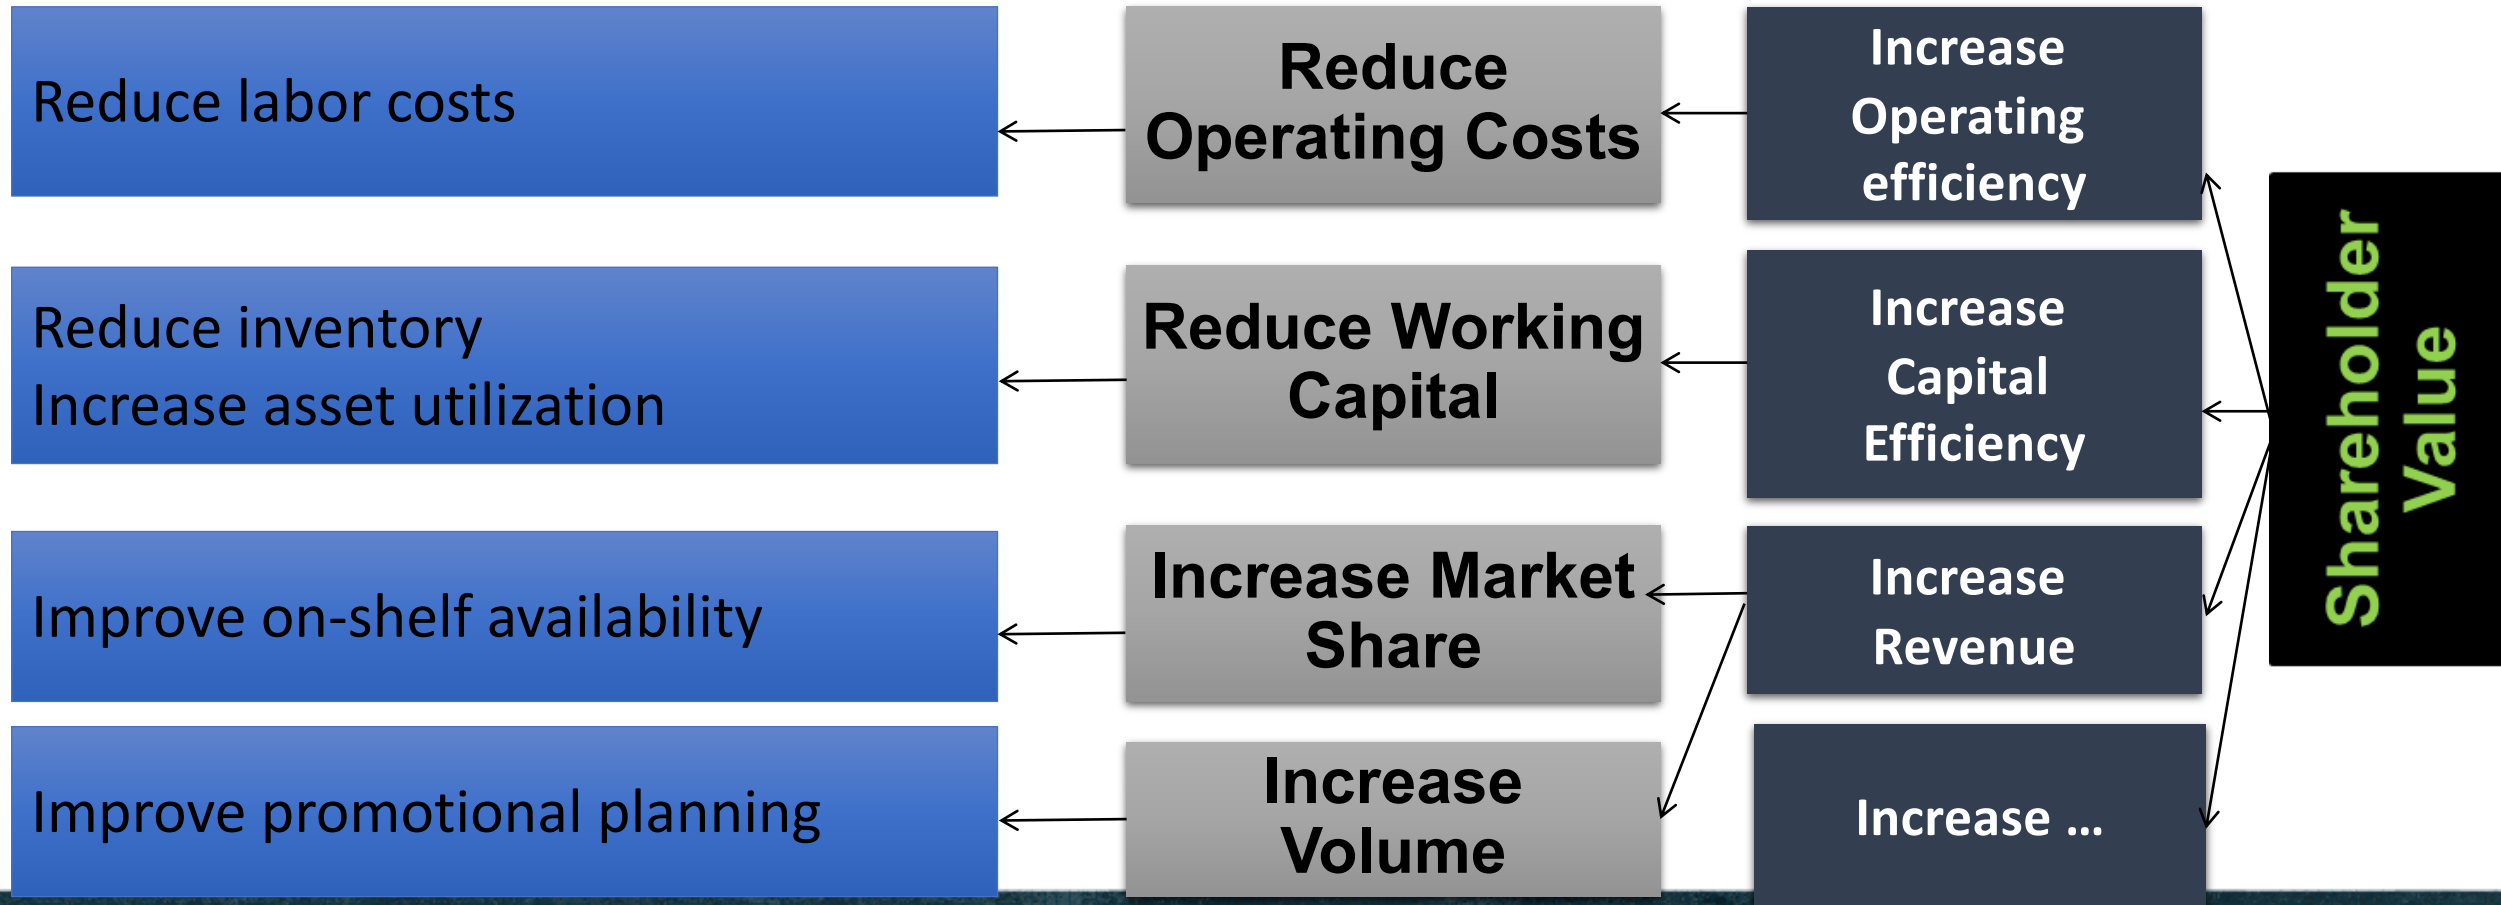 Reduce labor costs
Reduce
Operating Costs
Increase
Operating
efficiency
Reduce inventory
Increase asset utilization
Reduce Working
Capital
Increase
Capital
Efficiency
Shareholder
Value
Improve on-shelf availability
Increase Market
Share
Increase
Revenue
Improve promotional planning
Increase
Volume
Increase ...